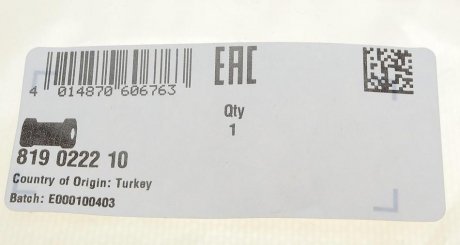 EAC
4 014870 606763
Qty
1
819 0222 10
Country of Origin: Turkey
Batch: E000100403